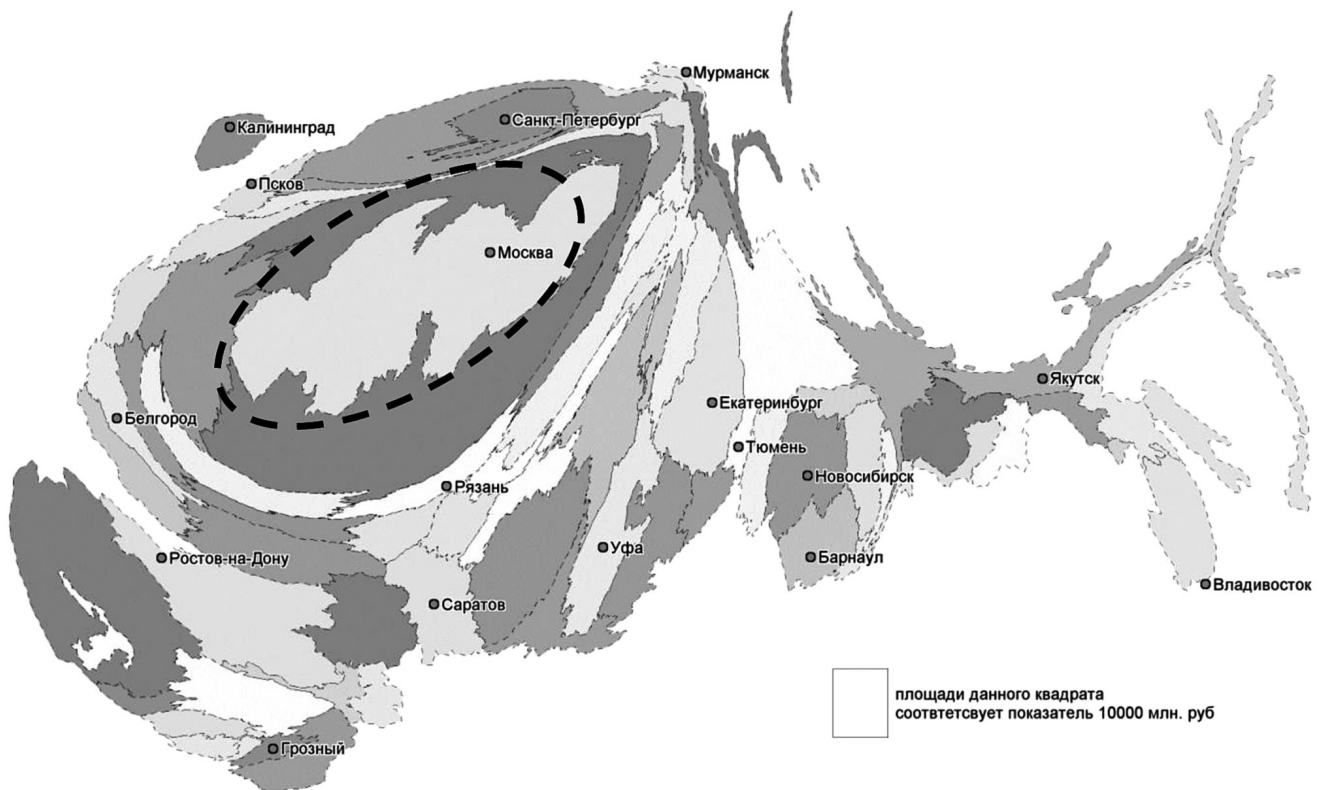 Мурманск
Санкт-Петербург
Калининград
Псков
Москва
Якутск
Екатеринбург
Белгород
Тюмень
Новосибирск
Рязань
Уфа
Барнаул
Ростов-на-Дону
Владивосток
Саратов
площади данного квадрата
соответсвует показатель 10000 млн. руб
Грозный